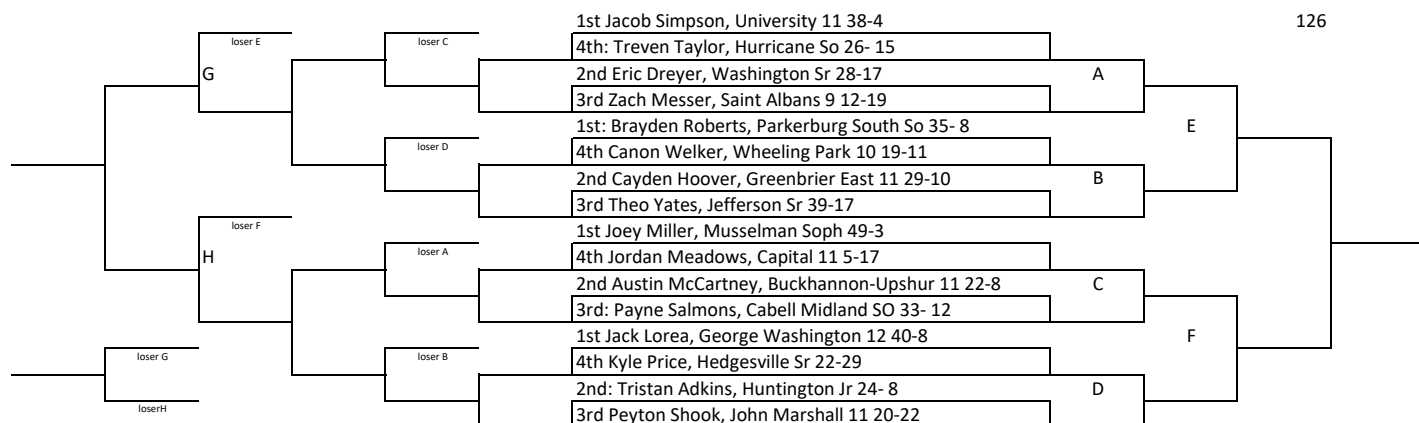 1st Jacob Simpson, University 11 38-4
126
loser E
loser C
4th: Treven Taylor, Hurricane So 26- 15
G
2nd Eric Dreyer, Washington Sr 28-17
A
3rd Zach Messer, Saint Albans 9 12-19
1st: Brayden Roberts, Parkerburg South So 35- 8
E
loser D
4th Canon Welker, Wheeling Park 10 19-11
2nd Cayden Hoover, Greenbrier East 11 29-10
B
3rd Theo Yates, Jefferson Sr 39-17
loser F
1st Joey Miller, Musselman Soph 49-3
H
loser A
4th Jordan Meadows, Capital 11 5-17
2nd Austin McCartney, Buckhannon-Upshur 11 22-8
C
3rd: Payne Salmons, Cabell Midland SO 33- 12
1st Jack Lorea, George Washington 12 40-8
F
loser G
loser B
4th Kyle Price, Hedgesville Sr 22-29
2nd: Tristan Adkins, Huntington Jr 24- 8
D
loserH
3rd Peyton Shook, John Marshall 11 20-22